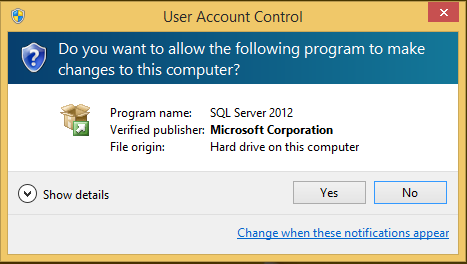 User Account Control
Do you want to allow the following program to make
changes to this computer?
Program name: SQL Server 2012
Verified publisher: Microsoft Corporation
File origin: Hard drive on this computer
Show details
Yes
No
Change when these notifications appear